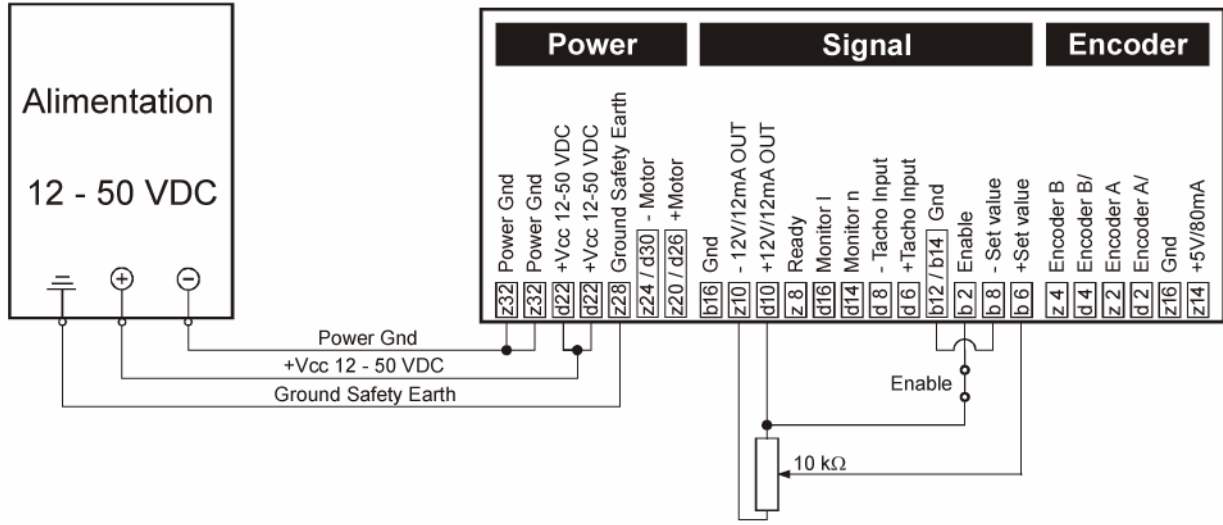 Alimentation
12 - 50 VDC
Power
Signal
Encoder
z32 Power Gnd
z32 Power Gnd
d22 +Vcc 12-50 VDC
d22 +Vcc 12-50 VDC
z28 Ground Safety Earth
z24 / d30 - Motor
z20 / d26 +Motor
b16 Gnd
z10 - 12V/12mA OUT
d10 +12V/12mA OUT
z 8 Ready
d16 Monitor I
d14 Monitor n
d 8 - Tacho Input
d 6 +Tacho Input
b12 / b14 Gnd
b 2 Enable
b 8 - Set value
b 6 +Set value
z 4 Encoder B
d 4 Encoder B/
z 2 Encoder A
d 2 Encoder A/
z16 Gnd
z14 +5V/80mA
Power Gnd
+Vcc 12 - 50 VDC
Ground Safety Earth
Enable
10 kΩ